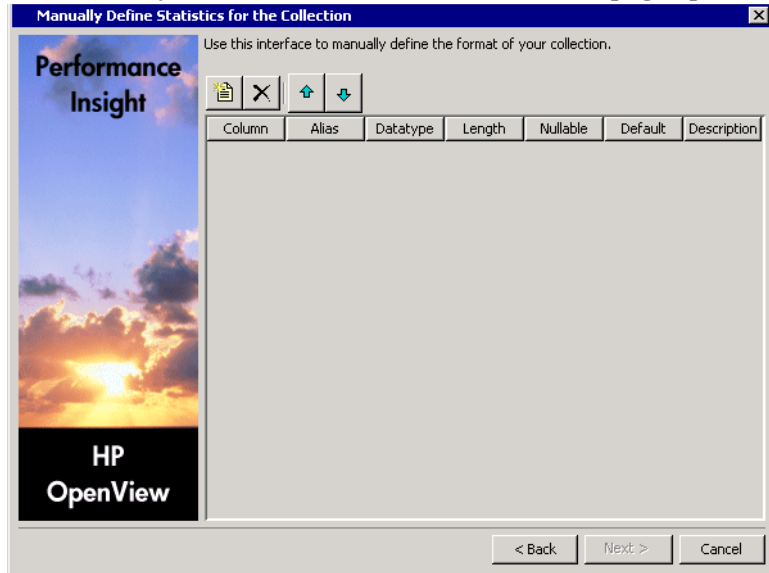 Manually Define Statistics for the Collection
Use this interface to manually define the format of your collection.
Performance
Insight
Column Alias Datatype Length Nullable Default Description
HP
OpenView
< Back Next > Cancel